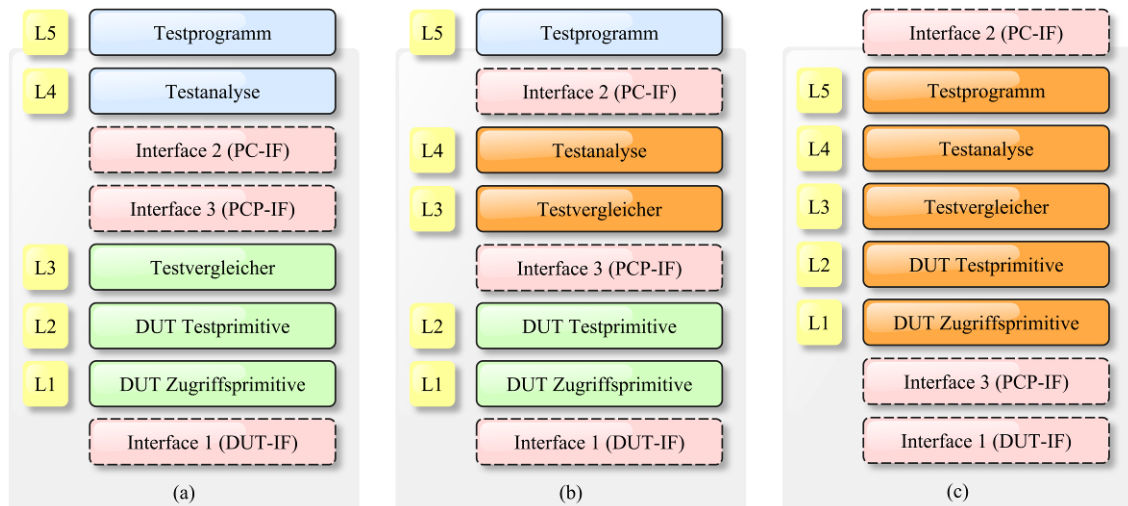 L5 Testprogramm
L4 Testanalyse
Interface 2 (PC-IF)
Interface 3 (PCP-IF)
L3 Testvergleicher
L2 DUT Testprimitive
L1 DUT Zugriffsprimitive
Interface 1 (DUT-IF)
(a)
L5 Testprogramm
Interface 2 (PC-IF)
L4 Testanalyse
L3 Testvergleicher
Interface 3 (PCP-IF)
L2 DUT Testprimitive
L1 DUT Zugriffsprimitive
Interface 1 (DUT-IF)
(b)
Interface 2 (PC-IF)
L5 Testprogramm
L4 Testanalyse
L3 Testvergleicher
L2 DUT Testprimitive
L1 DUT Zugriffsprimitive
Interface 3 (PCP-IF)
Interface 1 (DUT-IF)
(c)